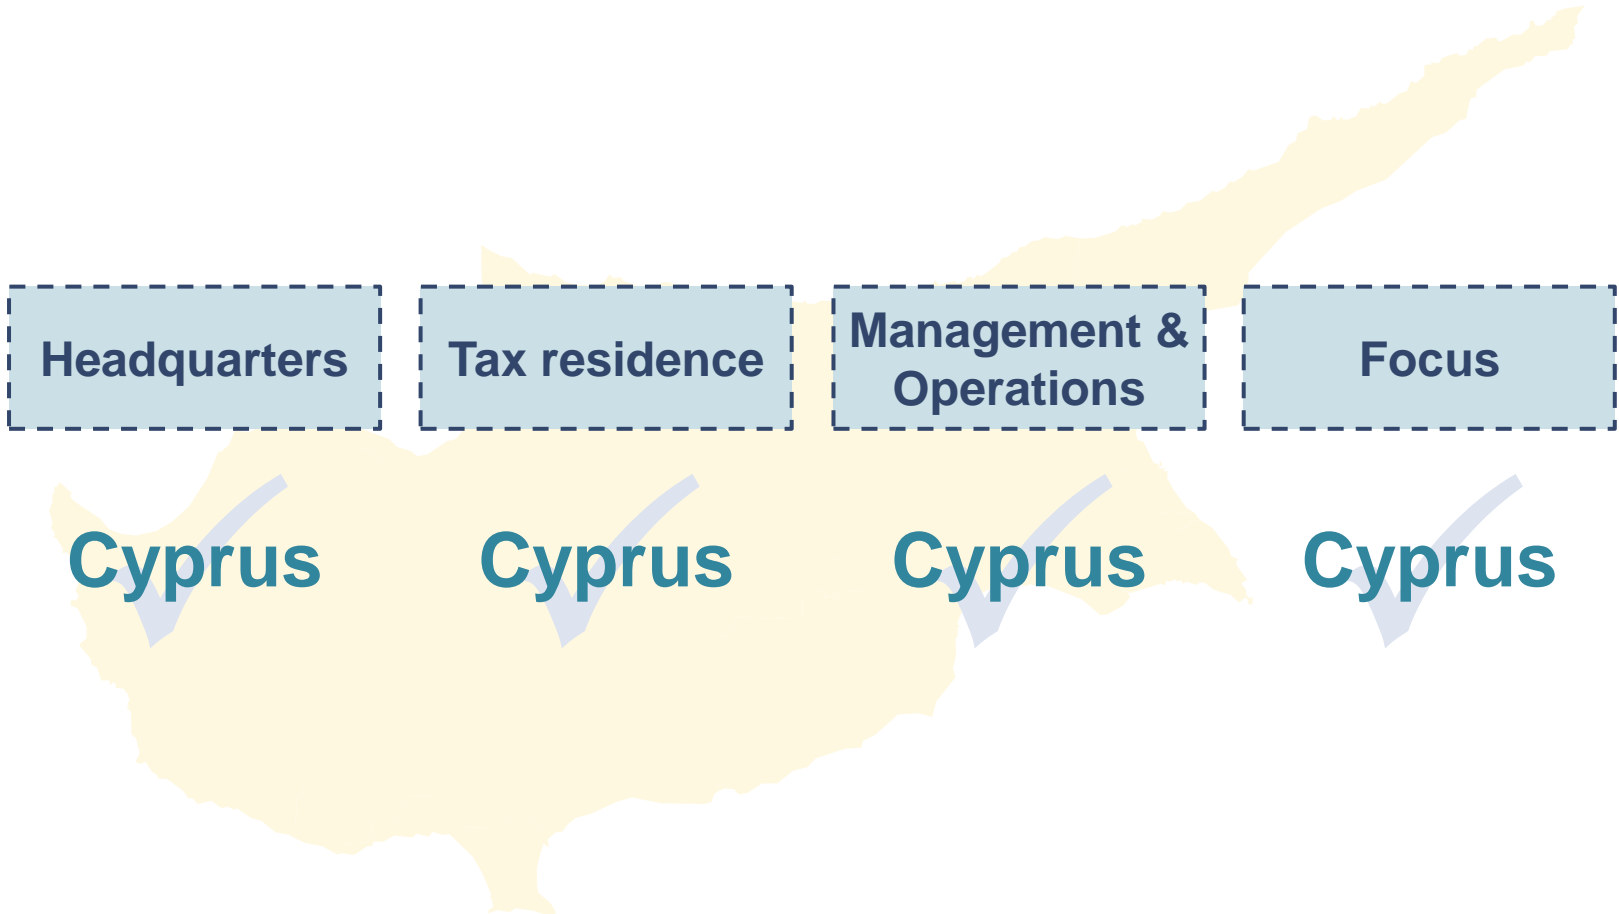 Headquarters
Tax residence
Management &
Operations
Focus
Cyprus
Cyprus
Cyprus
Cyprus